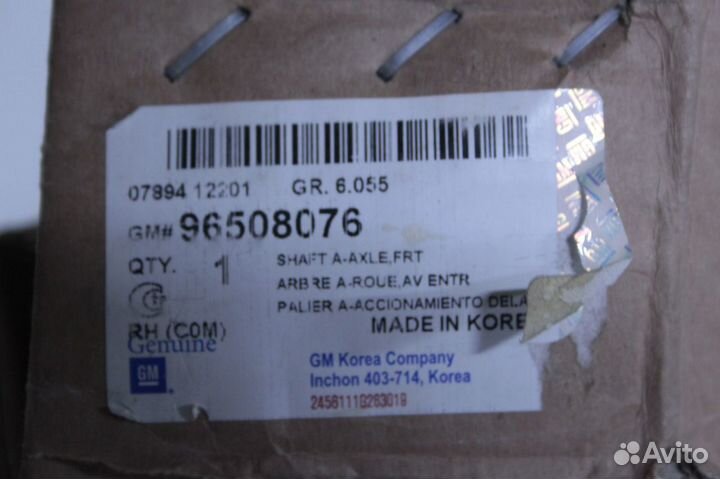 07894 12201 GR. 6.055
GM# 96508076
QTY. 1 SHAFT A-AXLE,FRT
ARBRE A-ROUE,AV ENTR
PALIER A-ACCIONAMIENTO DELA
RH (COM) MADE IN KORE
Genuine
GM
GM Korea Company
Inchon 403-714, Korea
Avito